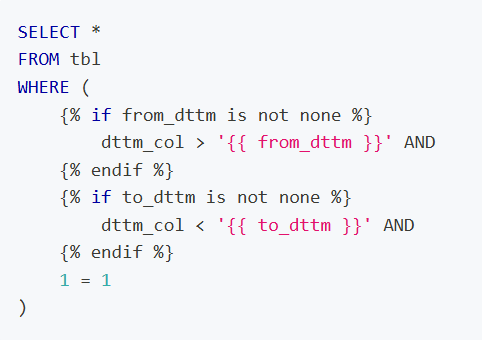 SELECT *
FROM tbl
WHERE (
    {% if from_dttm is not none %}
        dttm_col > '{{ from_dttm }}' AND
    {% endif %}
    {% if to_dttm is not none %}
        dttm_col < '{{ to_dttm }}' AND
    {% endif %}
    1 = 1
)